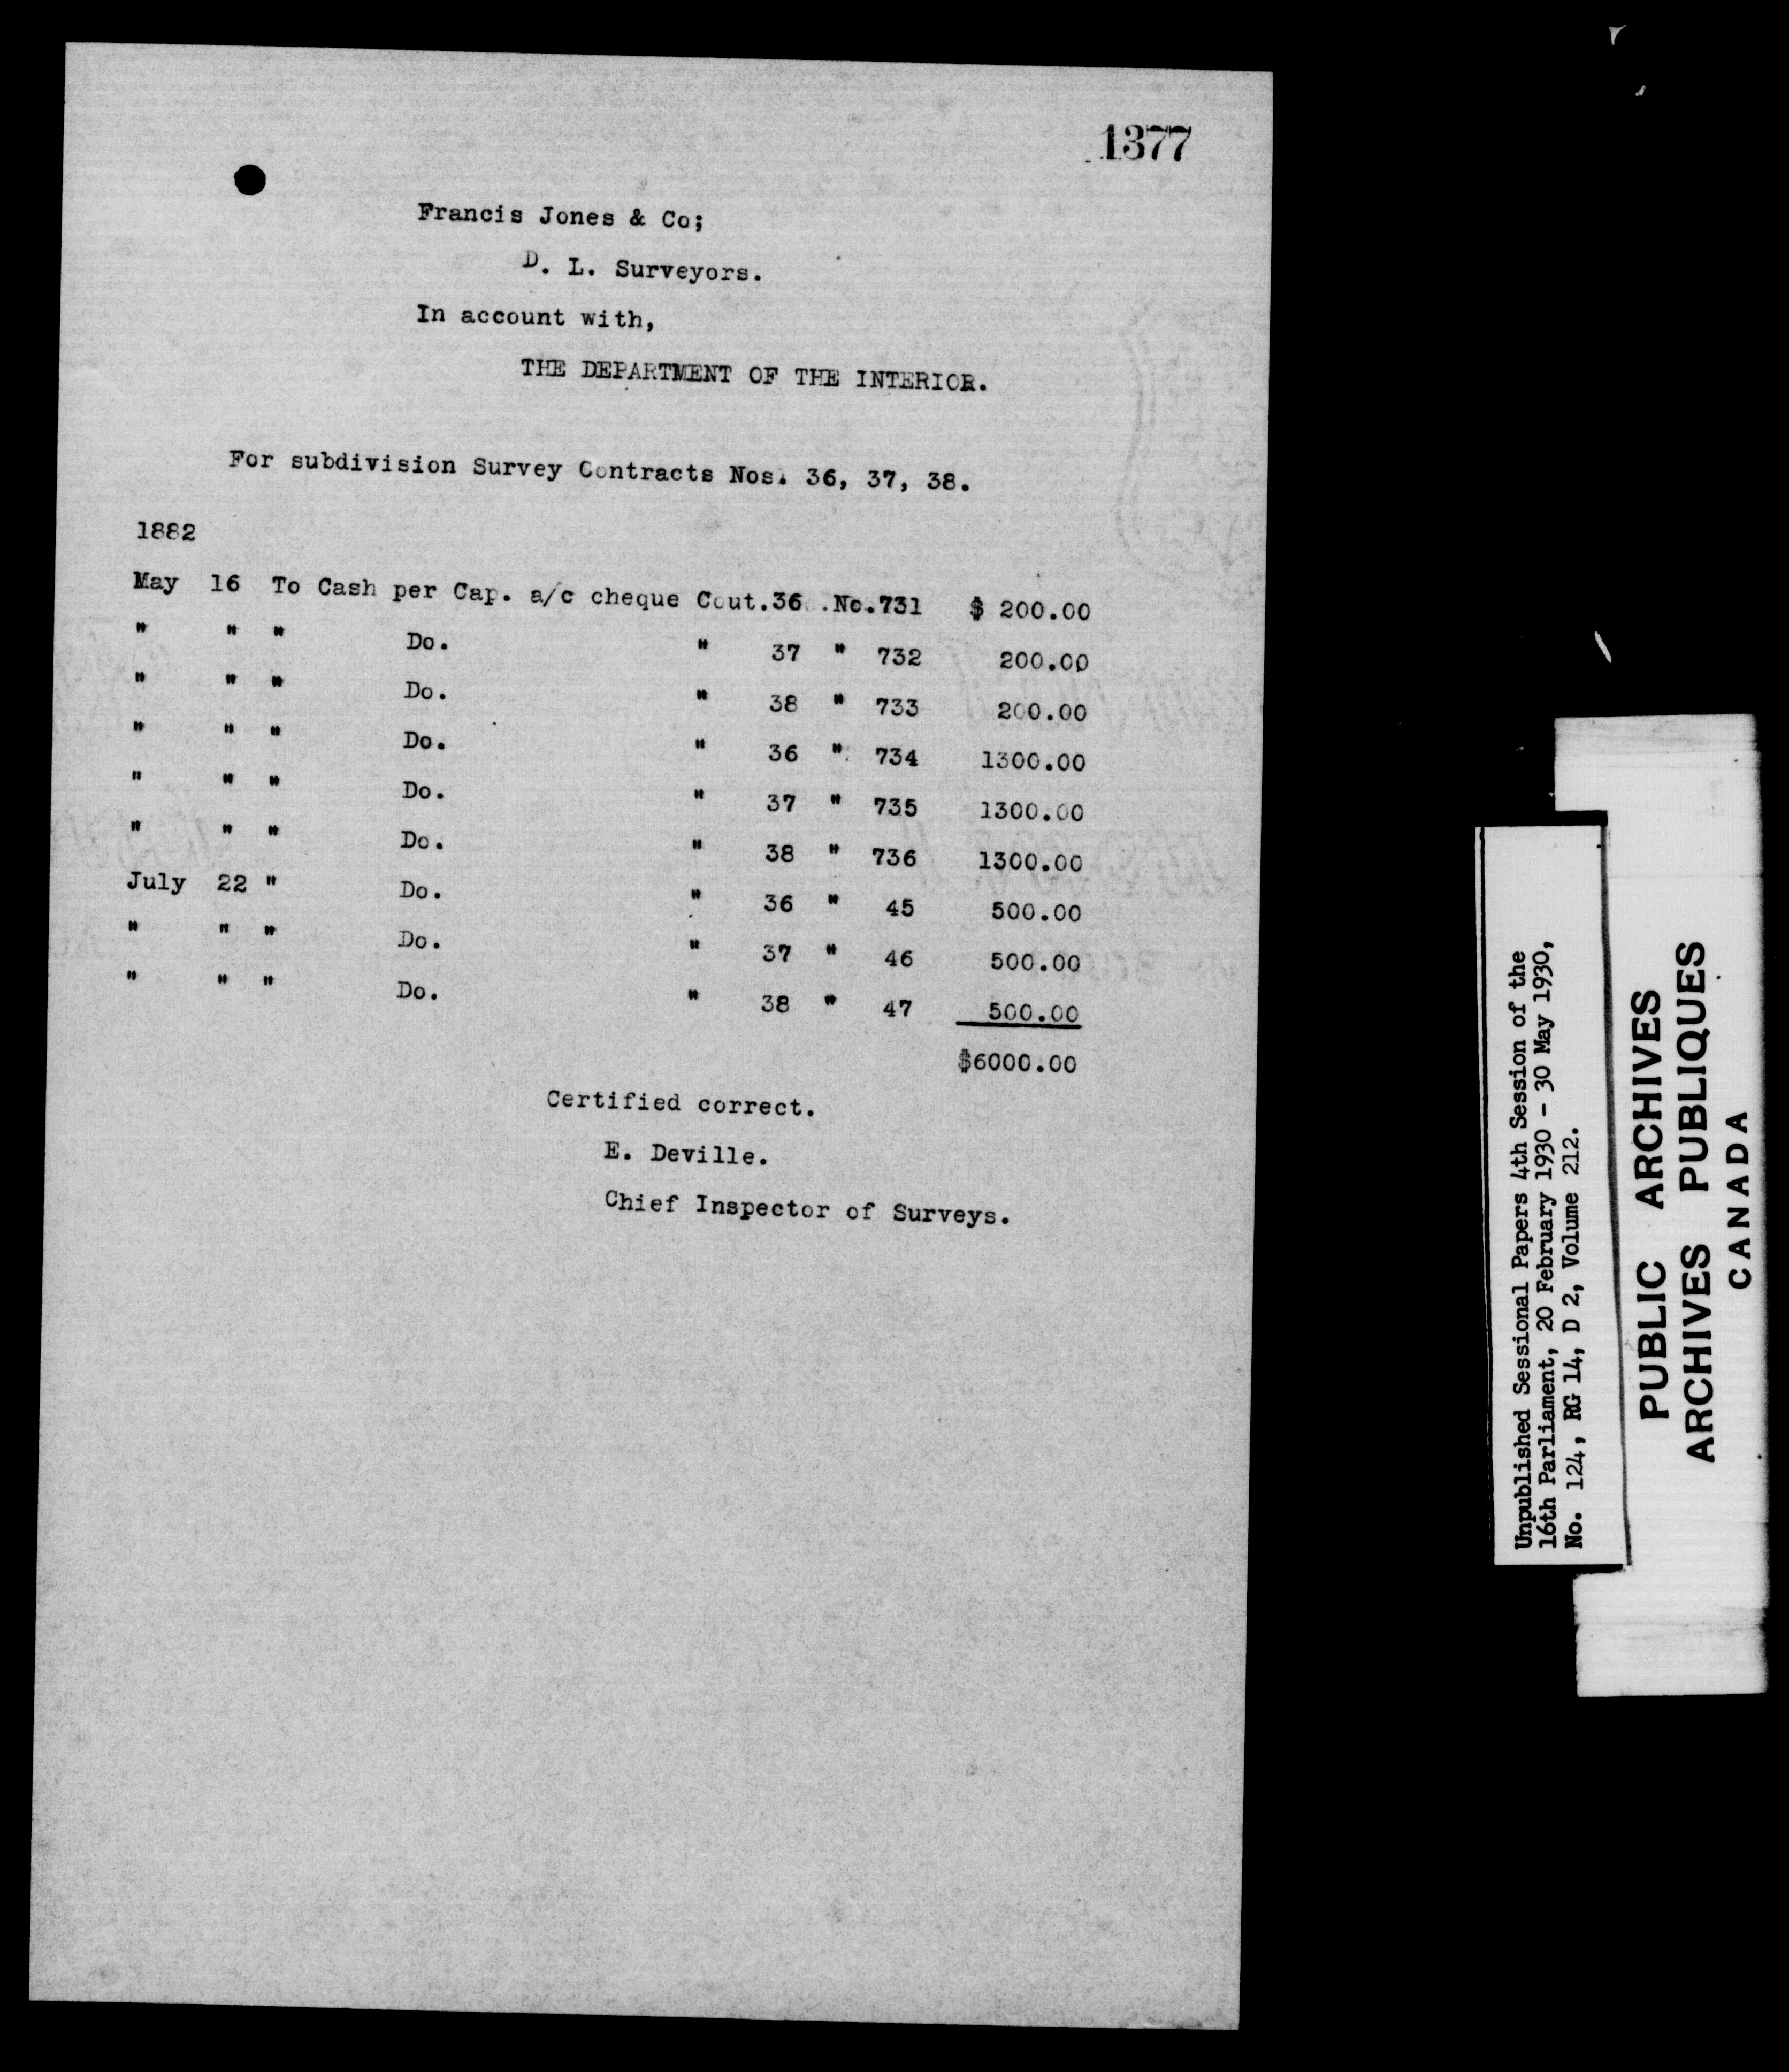 1377
Francis Jones & Co;
D. L. Surveyors.
In account with,
THE DEPARTMENT OF THE INTERIOR.
For subdivision Survey Contracts Nos. 36, 37, 38.
1882
May 16 To Cash per Cap. a/c cheque Cout.36 .No.731 $ 200.00
" " " Do. " 37 " 732 200.00
" " " Do. " 38 " 733 200.00
" " " Do. " 36 " 734 1300.00
" " " Do. " 37 " 735 1300.00
" " " Do. " 38 " 736 1300.00
July 22 " Do. " 36 " 45 500.00
" " " Do. " 37 " 46 500.00
" " " Do. " 38 " 47 500.00
$6000.00
Certified correct.
E. Deville.
Chief Inspector of Surveys.
Unpublished Sessional Papers 4th Session of the
16th Parliament, 20 February 1930 - 30 May 1930,
No. 124, RG 14, D 2, Volume 212.
PUBLIC ARCHIVES
ARCHIVES PUBLIQUES
CANADA